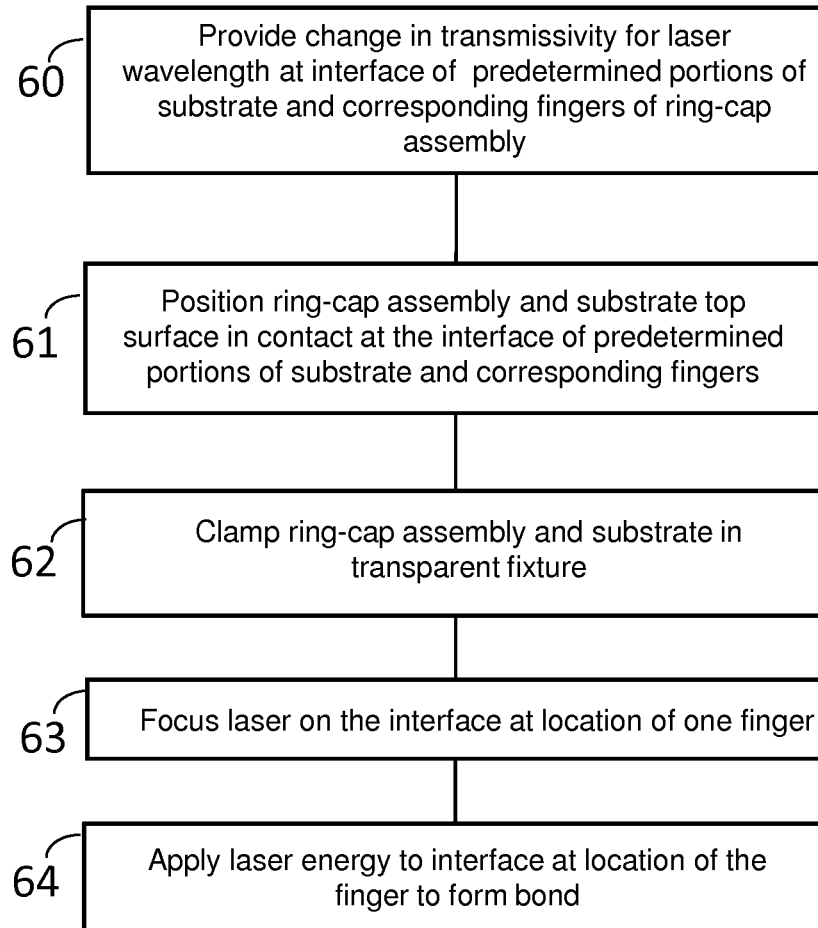 60
Provide change in transmissivity for laser
wavelength at interface of predetermined portions of
substrate and corresponding fingers of ring-cap
assembly
61
Position ring-cap assembly and substrate top
surface in contact at the interface of predetermined
portions of substrate and corresponding fingers
62
Clamp ring-cap assembly and substrate in
transparent fixture
63
Focus laser on the interface at location of one finger
64
Apply laser energy to interface at location of the
finger to form bond